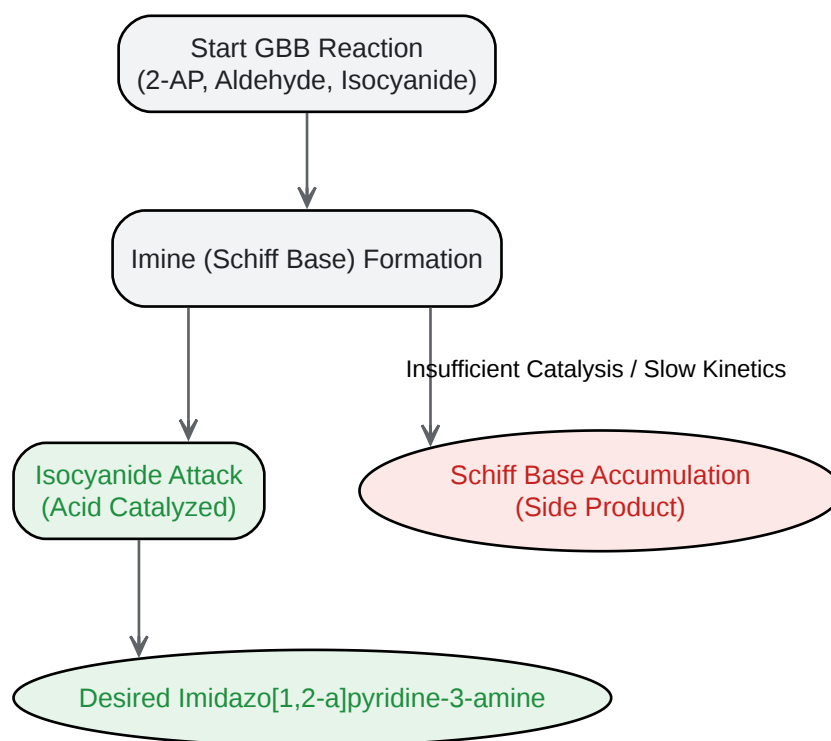 Start GBB Reaction
(2-AP, Aldehyde, Isocyanide)
Imine (Schiff Base) Formation
Insufficient Catalysis / Slow Kinetics
Isocyanide Attack
(Acid Catalyzed)
Schiff Base Accumulation
(Side Product)
Desired Imidazo[1,2-a]pyridine-3-amine